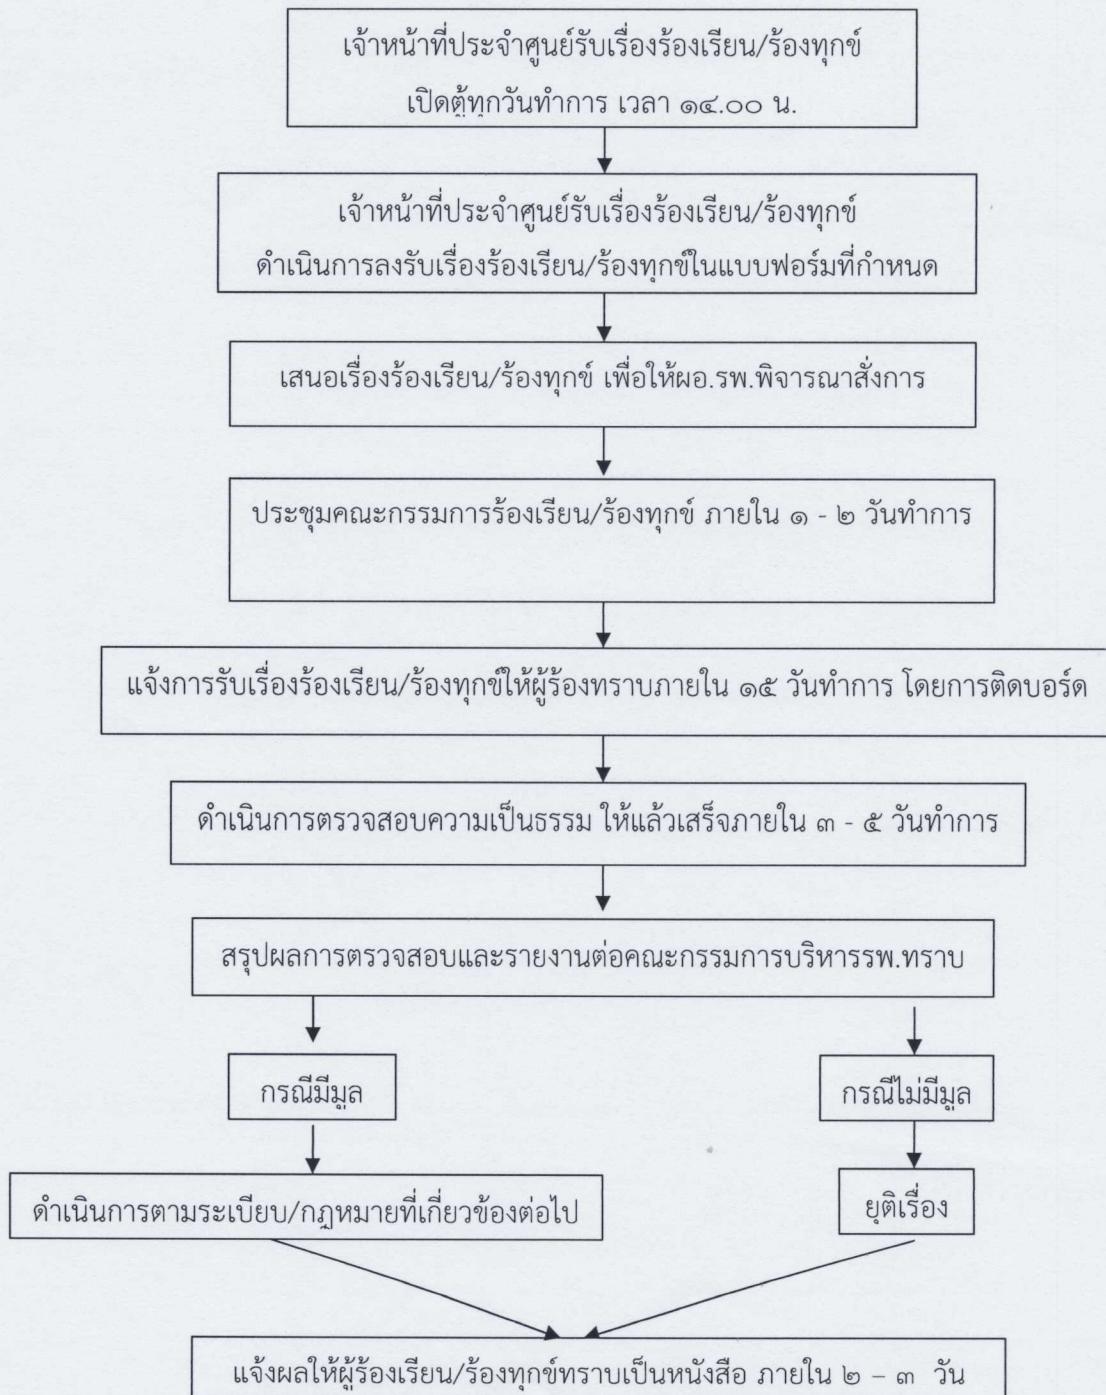 เจ้าหน้าที่ประจำศูนย์รับเรื่องร้องเรียน/ร้องทุกข์
เปิดตู้ทุกวันทำการ เวลา ๑๔.๐๐ น.
เจ้าหน้าที่ประจำศูนย์รับเรื่องร้องเรียน/ร้องทุกข์
ดำเนินการลงรับเรื่องร้องเรียน/ร้องทุกข์ในแบบฟอร์มที่กำหนด
เสนอเรื่องร้องเรียน/ร้องทุกข์ เพื่อให้ผอ.รพ.พิจารณาสั่งการ
ประชุมคณะกรรมการร้องเรียน/ร้องทุกข์ ภายใน ๑ - ๒ วันทำการ
แจ้งการรับเรื่องร้องเรียน/ร้องทุกข์ให้ผู้ร้องทราบภายใน ๑๕ วันทำการ โดยการติดบอร์ด
ดำเนินการตรวจสอบความเป็นธรรม ให้แล้วเสร็จภายใน ๓ - ๕ วันทำการ
สรุปผลการตรวจสอบและรายงานต่อคณะกรรมการบริหารรพ.ทราบ
กรณีมีมูล
กรณีไม่มีมูล
ดำเนินการตามระเบียบ/กฎหมายที่เกี่ยวข้องต่อไป
ยุติเรื่อง
แจ้งผลให้ผู้ร้องเรียน/ร้องทุกข์ทราบเป็นหนังสือ ภายใน ๒ – ๓ วัน